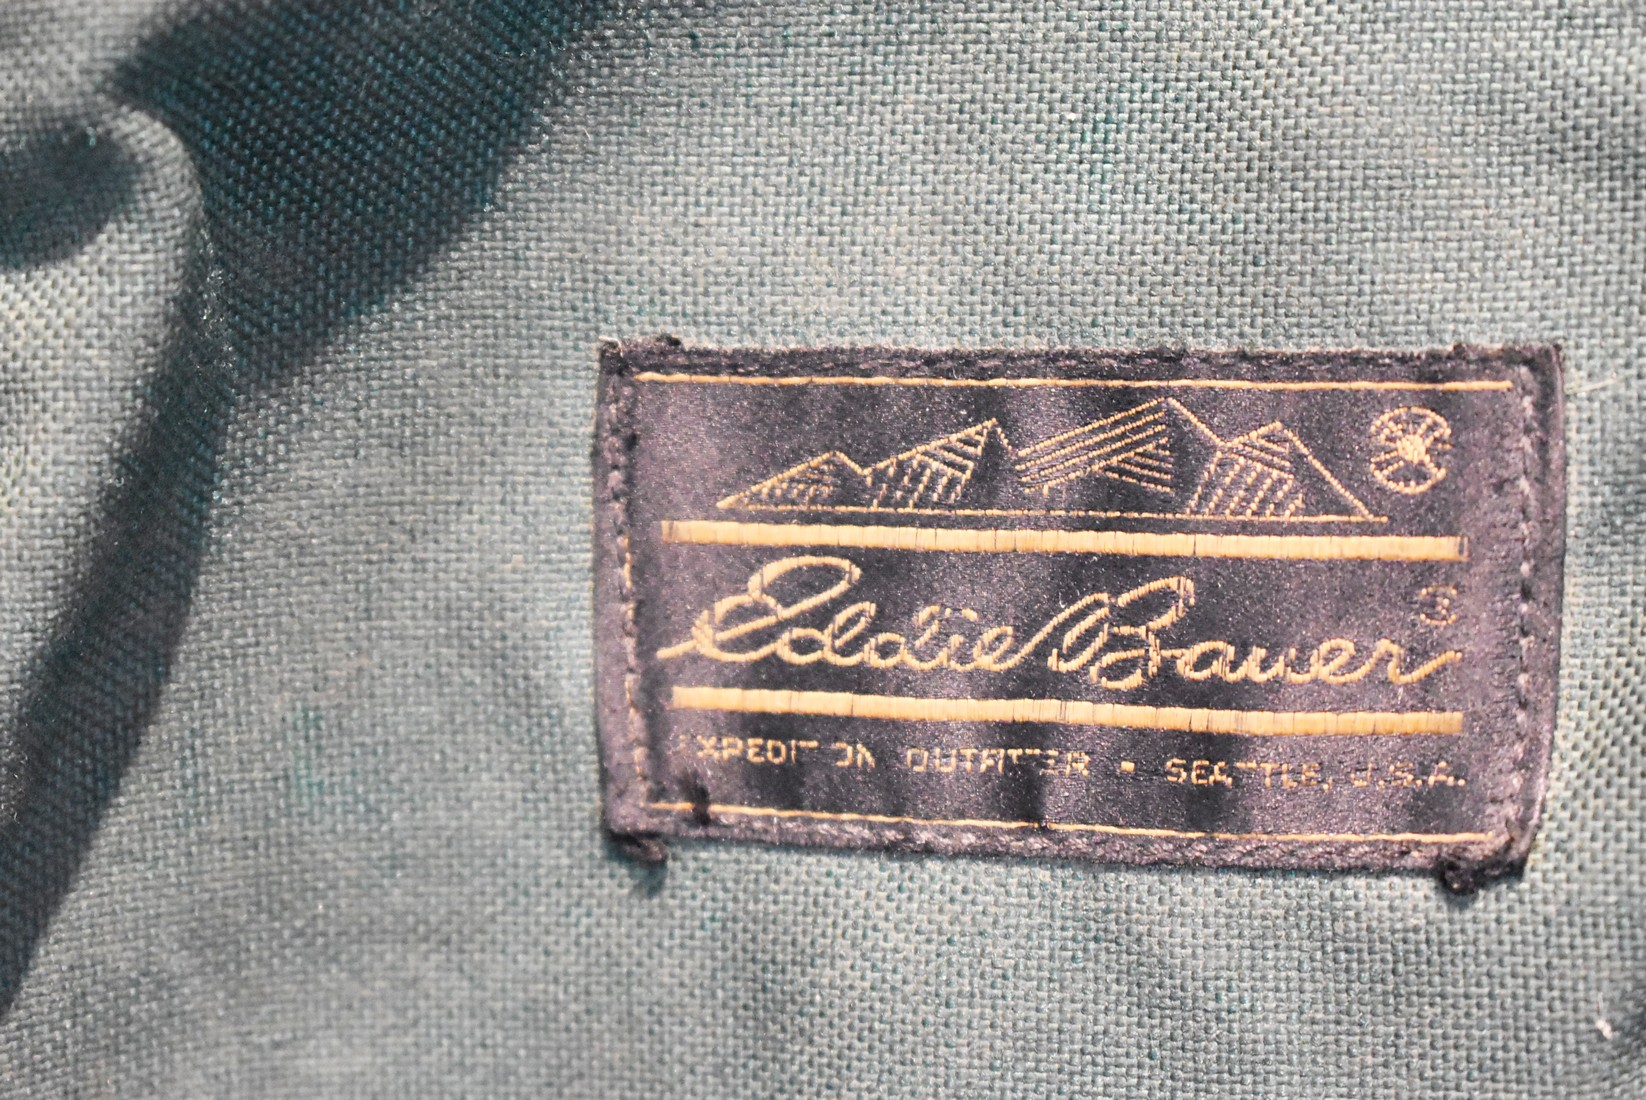 Eddie Bauer ®
EXPEDITION OUTFITTER • SEATTLE, U.S.A.